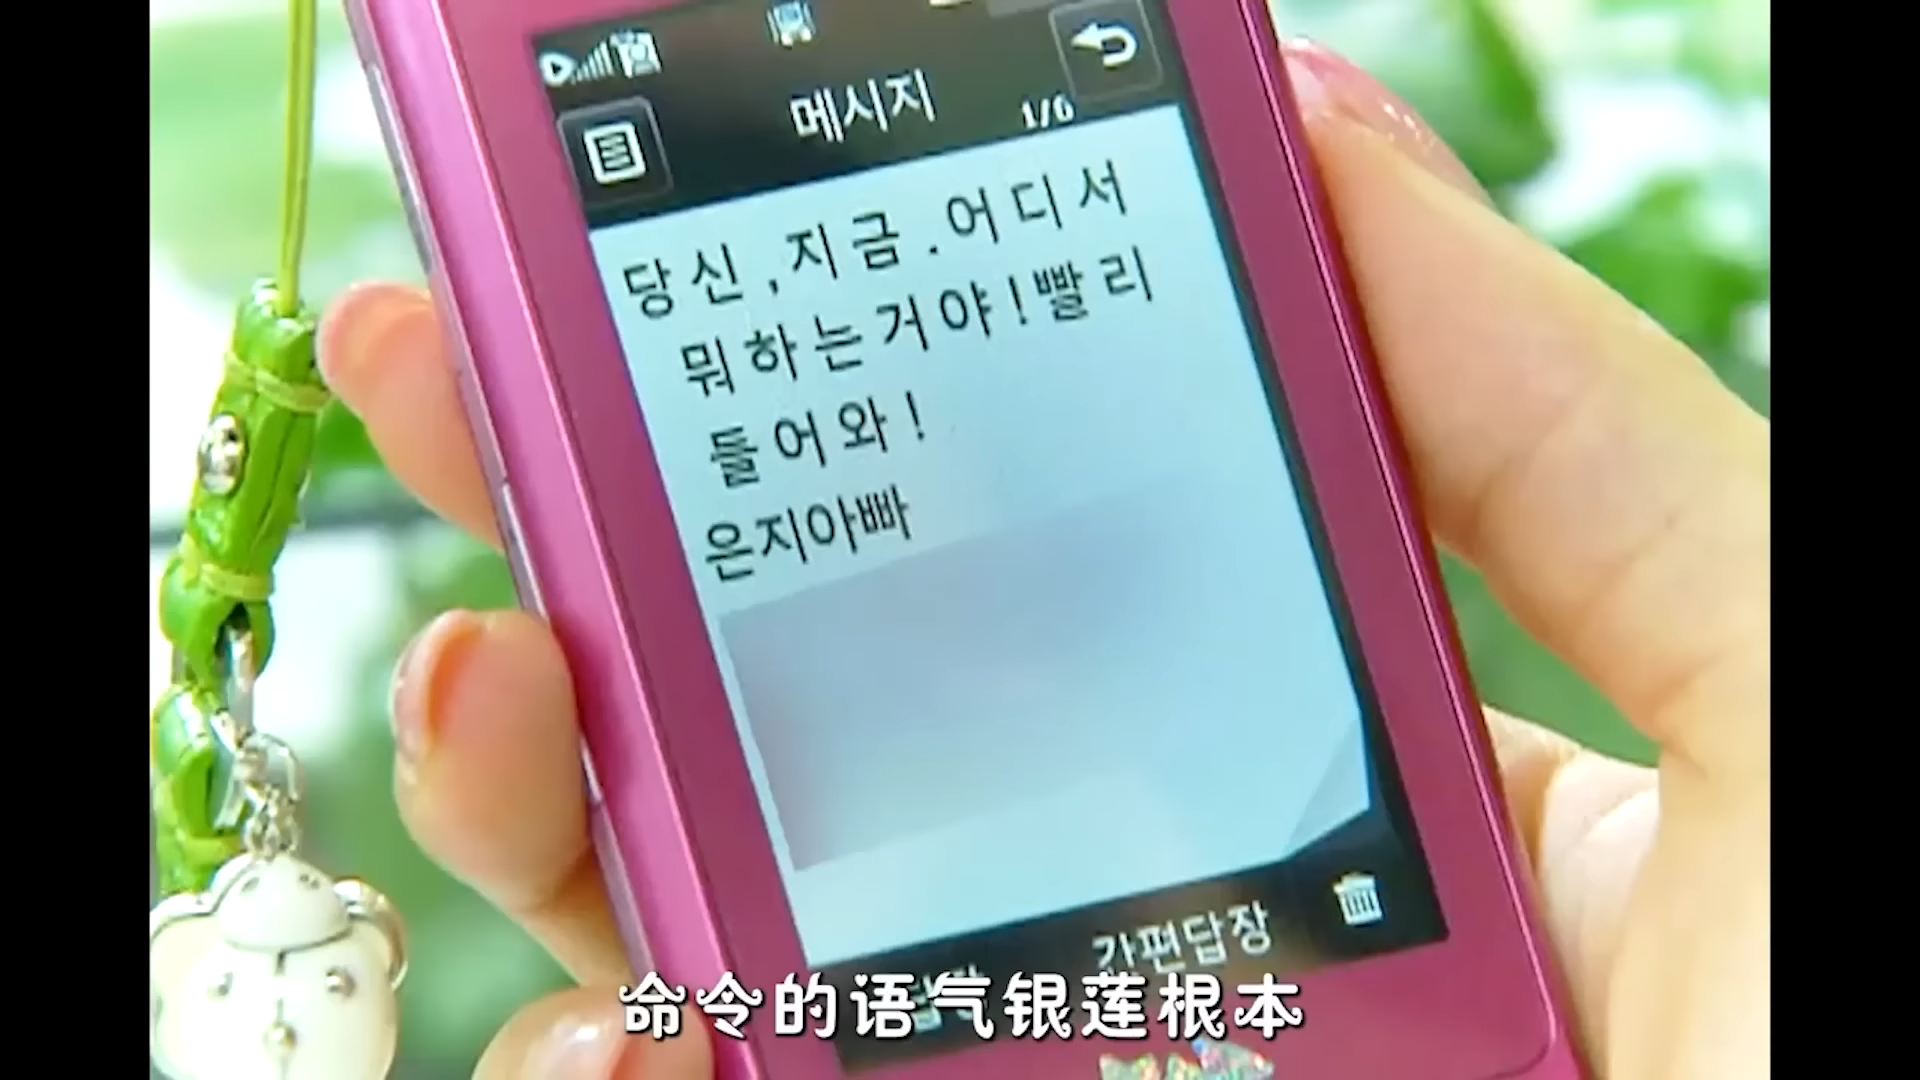 메시지
1/6
당신,지금.어디서
뭐하는거야!빨리
들어와!
은지아빠
간편답장
命令的语气银莲根本